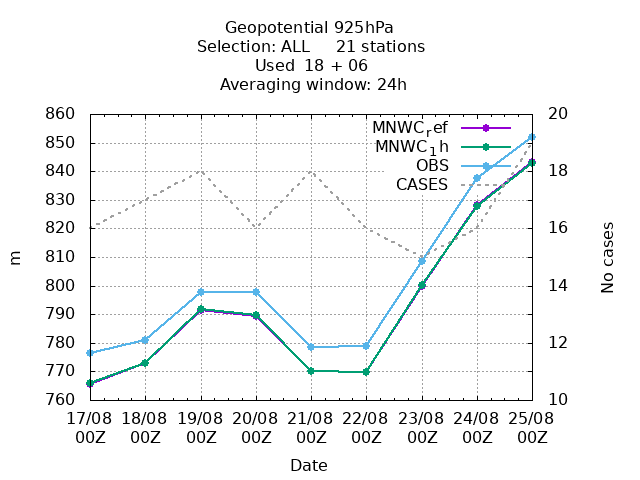 Geopotential 925hPa
Selection: ALL     21 stations
Used  18 + 06
Averaging window: 24h
860
850
840
830
820
810
800
790
780
770
760
20
18
16
14
12
10
MNWCref
MNWC1h
OBS
CASES
m
No cases
17/08 18/08 19/08 20/08 21/08 22/08 23/08 24/08 25/08
00Z 00Z 00Z 00Z 00Z 00Z 00Z 00Z 00Z
Date